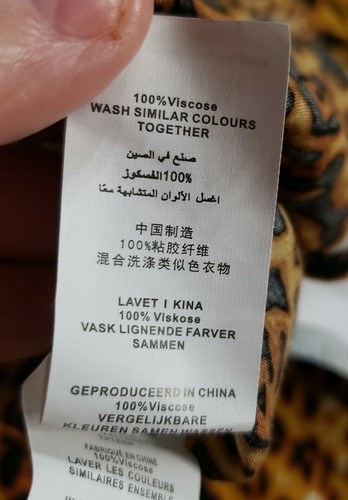 100%Viscose
WASH SIMILAR COLOURS
TOGETHER
صنع في الصين
100%الفسكوز
اغسل الألوان المتشابهة معًا
中国制造
100%粘胶纤维
混合洗涤类似色衣物
LAVET I KINA
100% Viskose
VASK LIGNENDE FARVER
SAMMEN
GEPRODUCEERD IN CHINA
100%Viscose
VERGELIJKBARE
KLEUREN SAMEN WASSEN
FABRIQUÉ EN CHINE
100%Viscose
LAVER LES COULEURS
SIMILAIRES ENSEMBLE